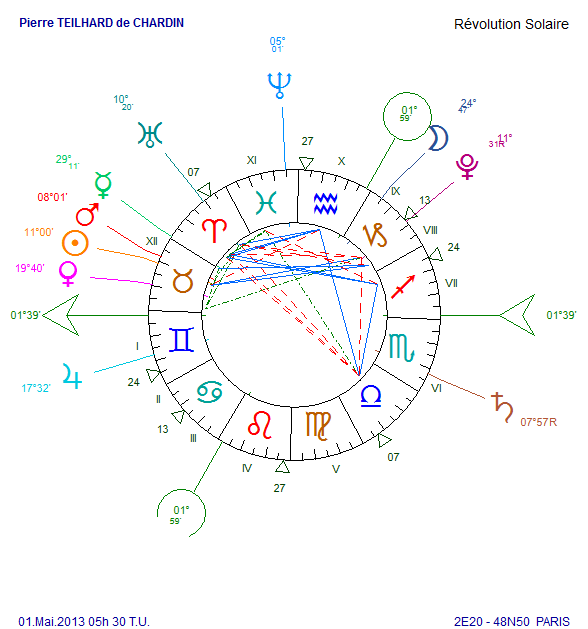 Pierre TEILHARD de CHARDIN
Révolution Solaire
05°
01'
10°
20'
24°
47'
01°
59'
11°
31R
29°
11'
08°01'
11°00'
19°40'
07
XI
27
X
IX
13
VIII
24
VII
XII
01°39'
01°39'
I
17°32'
24
II
13
III
IV
27
V
07
VI
07°57R
01°
59'
01.Mai.2013 05h 30 T.U.
2E20 - 48N50 PARIS